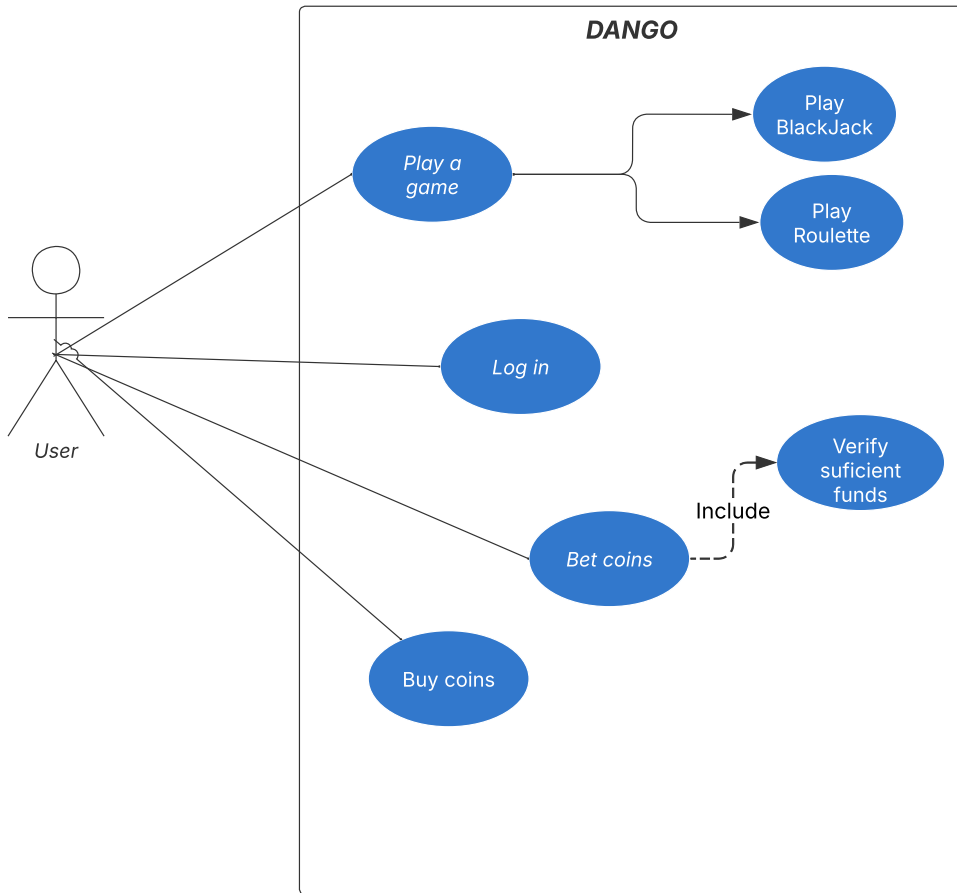 DANGO
Play
BlackJack
Play a
game
Play
Roulette
Log in
User
Verify
suficient
funds
Include
Bet coins
Buy coins